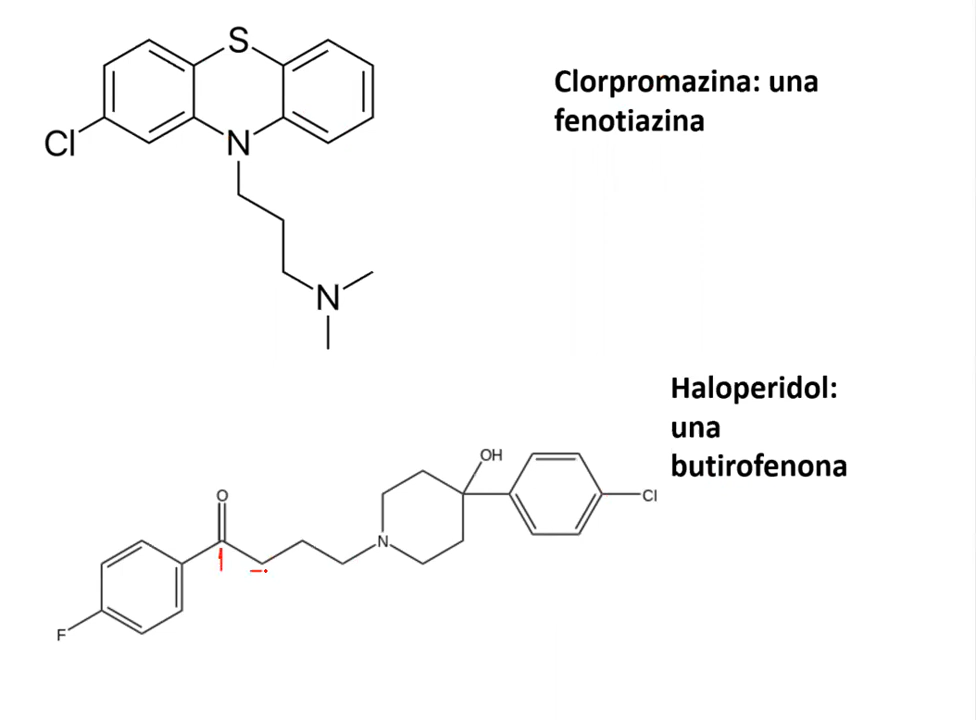 S
Cl
N
N
Clorpromazina: una
fenotiazina
Haloperidol:
una
butirofenona
OH
O
Cl
N
F